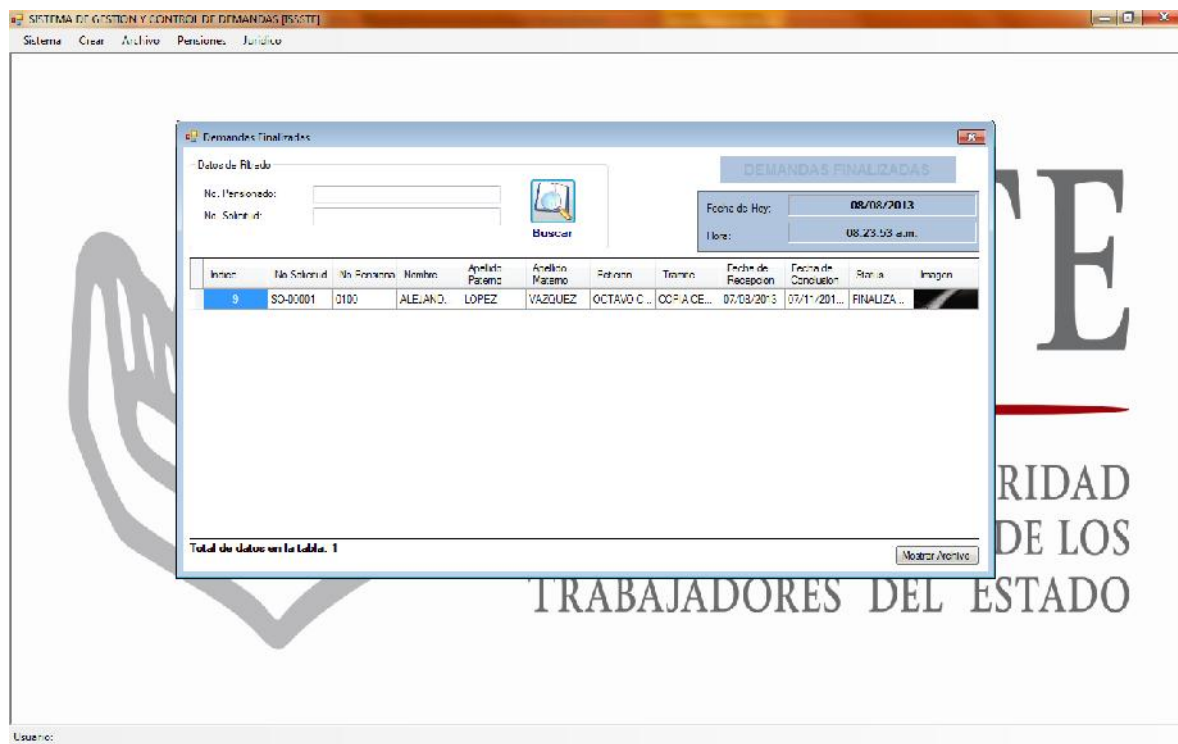 SISTEMA DE GESTION Y CONTROL DE DEMANDAS [ISSSTE]
Sistema Crear Archivo Pensiones Juridico
Demandas Finalizadas
Datos de Filtrado
DEMANDAS FINALIZADAS
No. Pensionado:
No. Solicitud:
Buscar
Fecha de Hoy: 08/08/2013
Hora: 08:23:53 a.m.
Indice No Solicitud No Pensiona Nombre Apellido Paterno Apellido Materno Peticion Tramite Fecha de Recepcion Fecha de Conclusion Status Imagen
9 SO-00001 0100 ALEJAND... LOPEZ VAZQUEZ OCTAVO C... COPIA CE... 07/08/2013 07/11/201... FINALIZA...
Total de datos en la tabla: 1
Mostrar Archivo
TE
RIDAD
DE LOS
TRABAJADORES DEL ESTADO
Usuario: